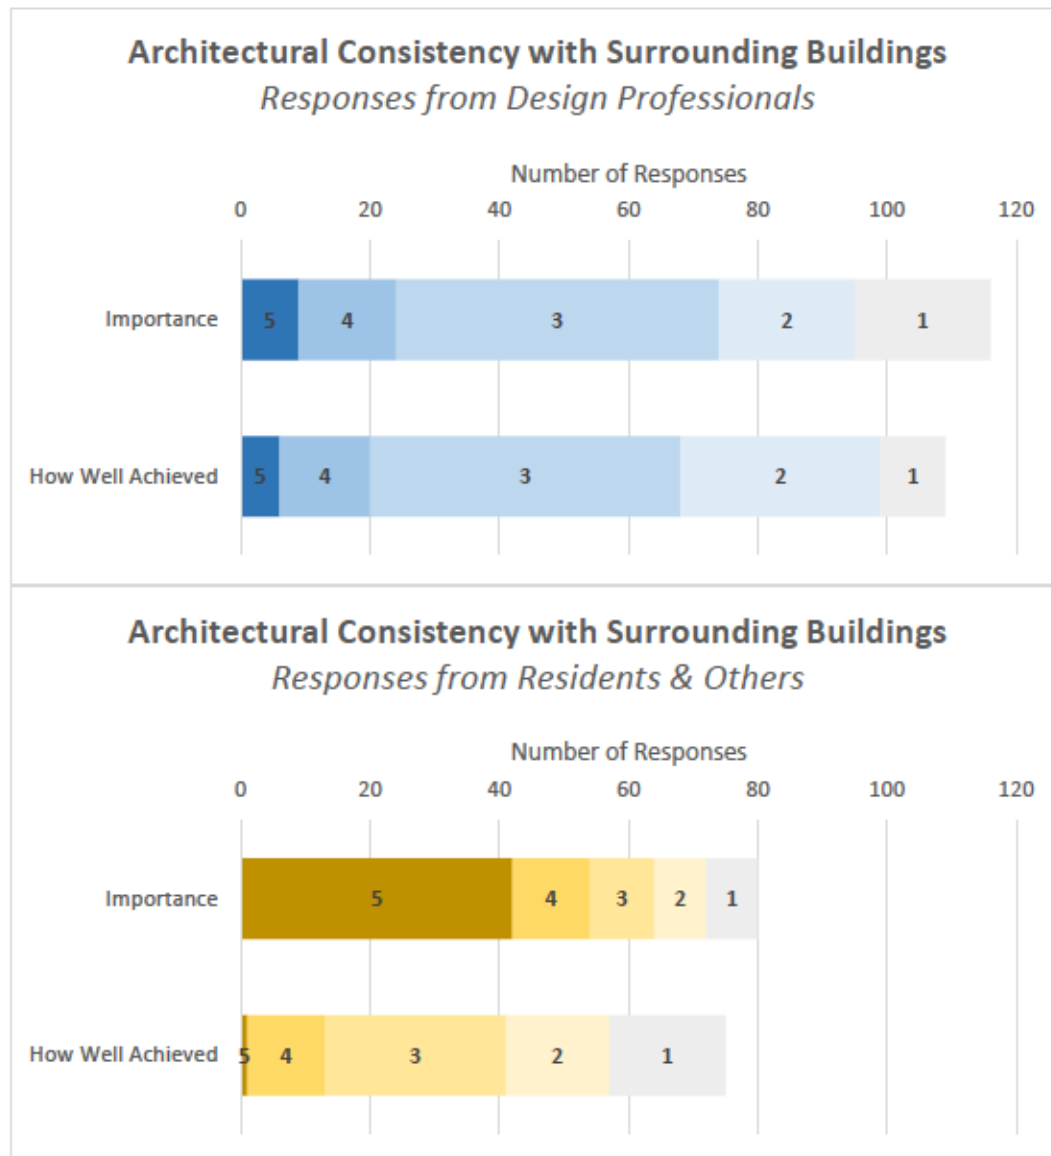 Architectural Consistency with Surrounding Buildings
Responses from Design Professionals
Number of Responses
0 20 40 60 80 100 120
Importance 5 4 3 2 1
How Well Achieved 5 4 3 2 1
Architectural Consistency with Surrounding Buildings
Responses from Residents & Others
Number of Responses
0 20 40 60 80 100 120
Importance 5 4 3 2 1
How Well Achieved 5 4 3 2 1